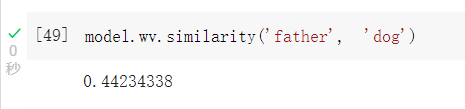 [49] model.wv.similarity('father', 'dog')
0
秒
0.44234338